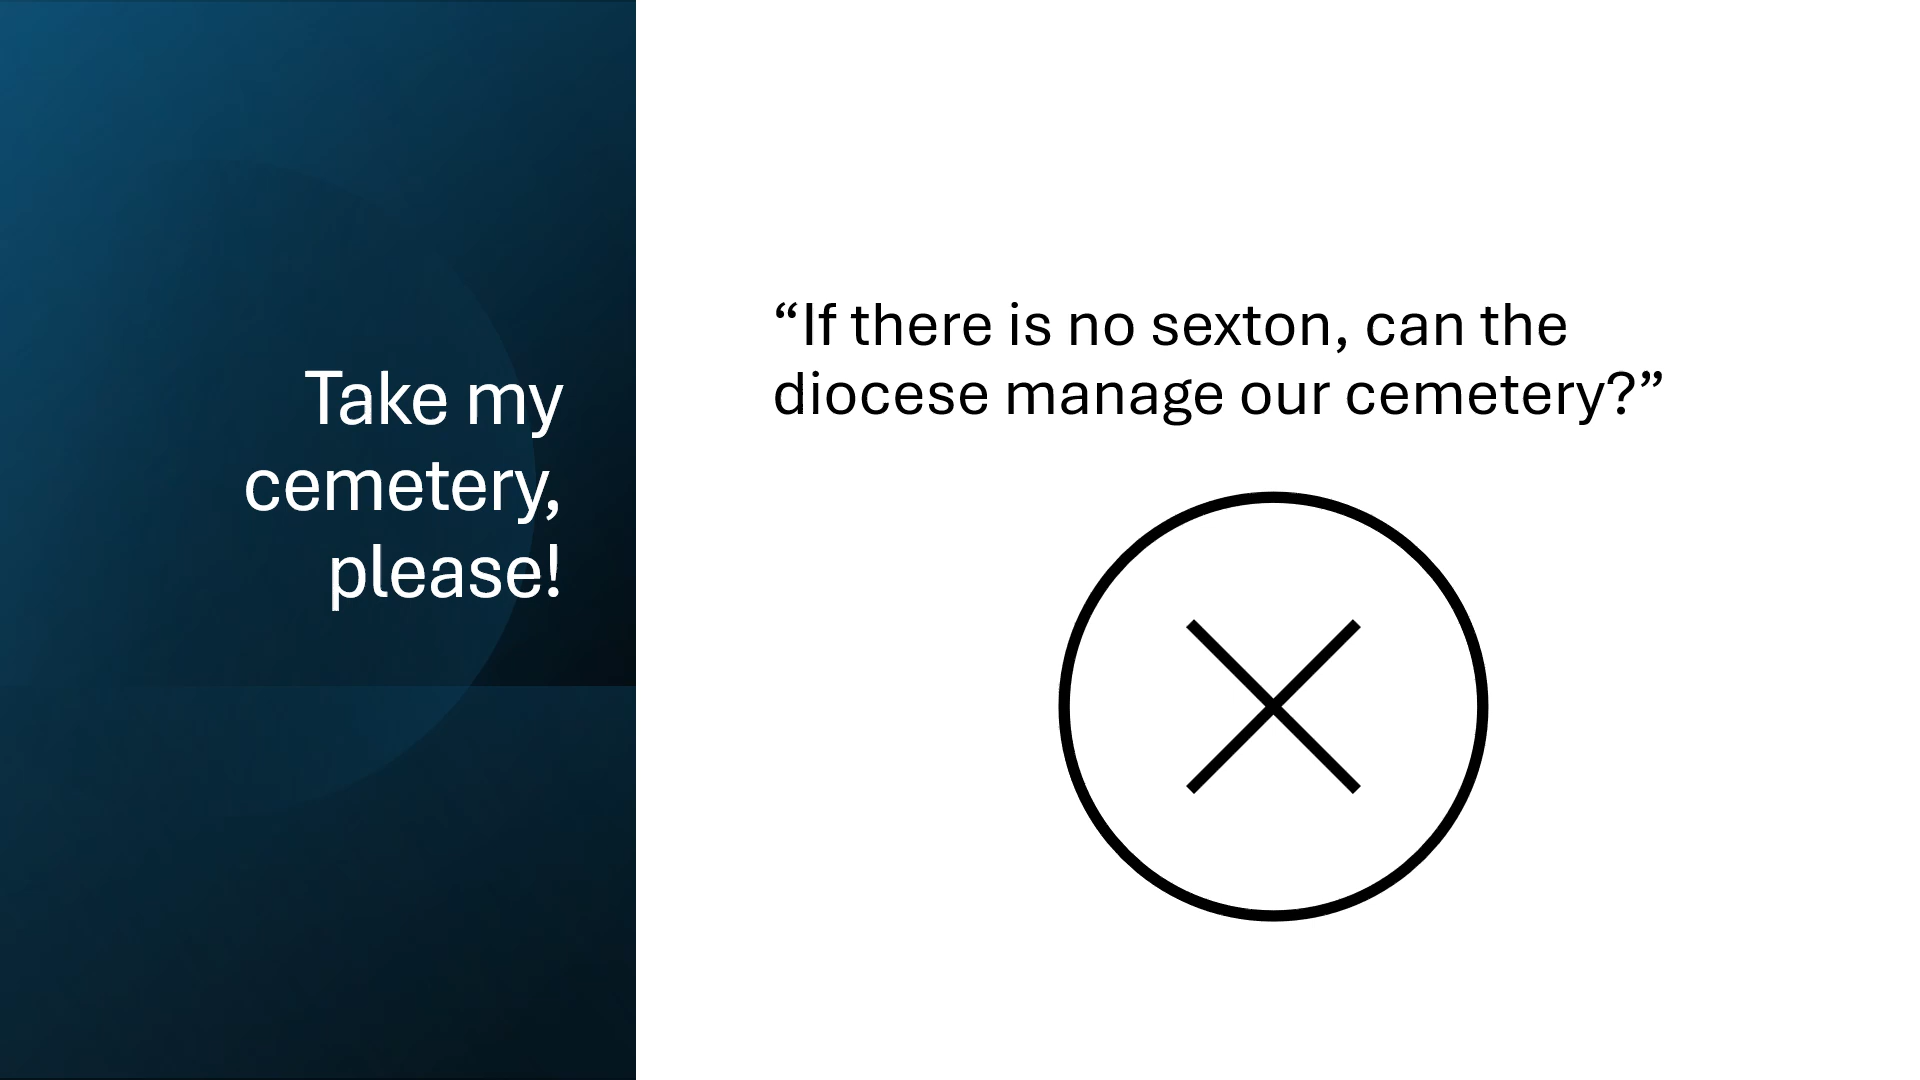 Take my
cemetery,
please!
“If there is no sexton, can the
diocese manage our cemetery?”